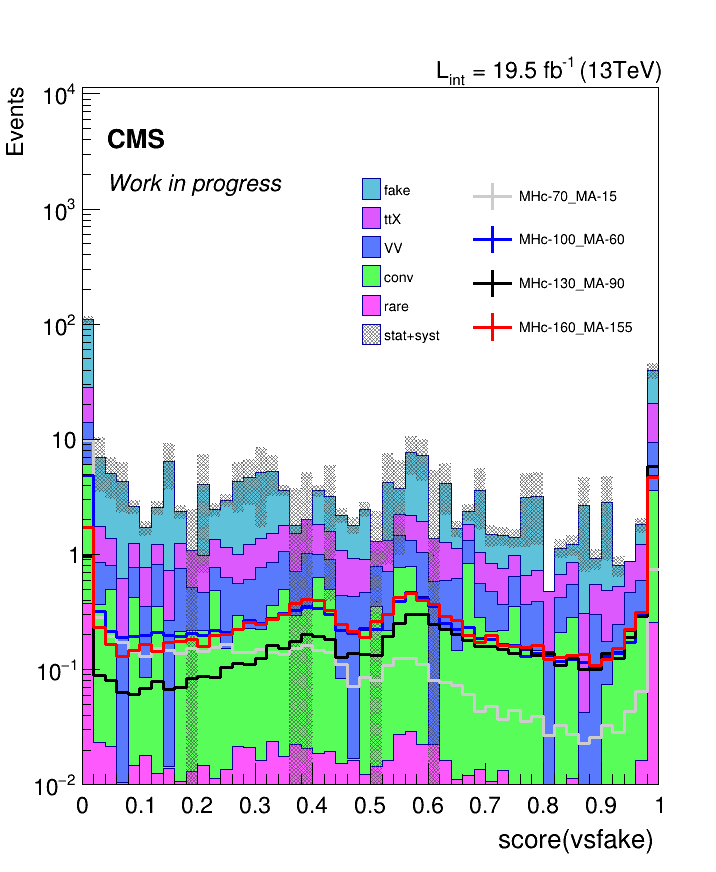 L_int = 19.5 fb^-1 (13TeV)
Events
CMS
Work in progress
fake
ttX
VV
conv
rare
stat+syst
MHc-70_MA-15
MHc-100_MA-60
MHc-130_MA-90
MHc-160_MA-155
10^4
10^3
10^2
10
1
10^−1
10^−2
0 0.1 0.2 0.3 0.4 0.5 0.6 0.7 0.8 0.9 1
score(vsfake)